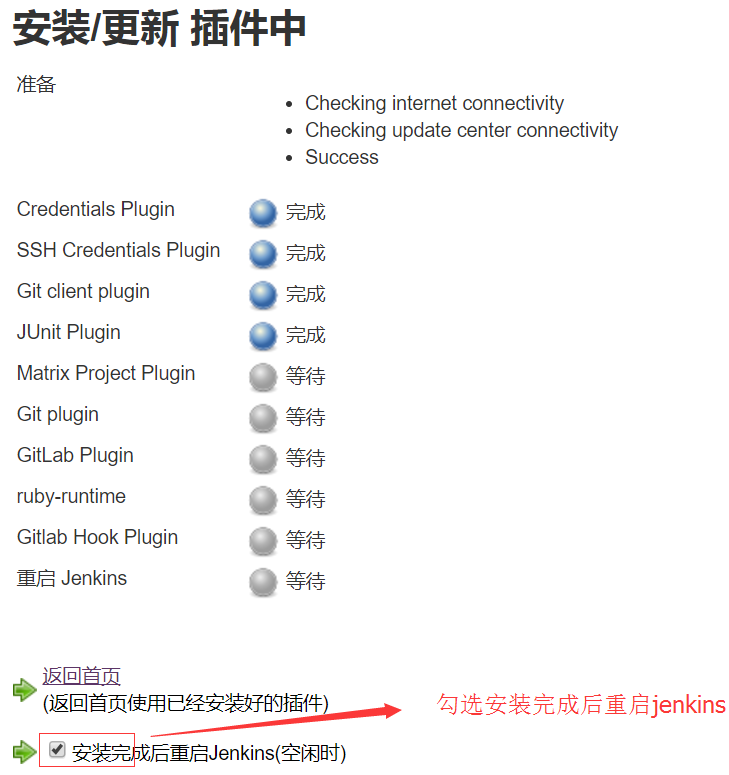 安装/更新 插件中
准备
Checking internet connectivity
Checking update center connectivity
Success
Credentials Plugin 完成
SSH Credentials Plugin 完成
Git client plugin 完成
JUnit Plugin 完成
Matrix Project Plugin 等待
Git plugin 等待
GitLab Plugin 等待
ruby-runtime 等待
Gitlab Hook Plugin 等待
重启 Jenkins 等待
返回首页
(返回首页使用已经安装好的插件)
勾选安装完成后重启jenkins
安装完成后重启Jenkins(空闲时)